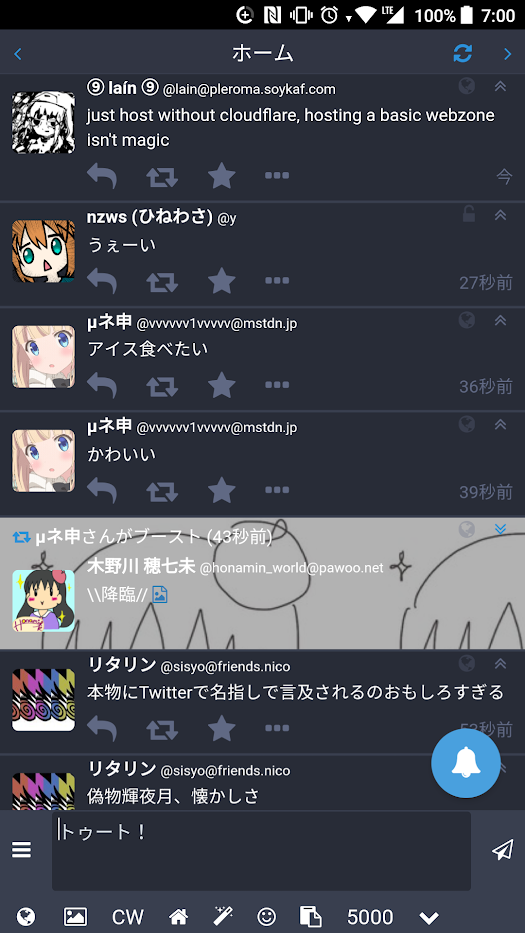 LTE 100% 7:00
ホーム
⑨ laín ⑨ @lain@pleroma.soykaf.com
just host without cloudflare, hosting a basic webzone
isn't magic
今
nzws (ひねわさ) @y
うぇーい
27秒前
μネ申 @vvvvvv1vvvvv@mstdn.jp
アイス食べたい
36秒前
μネ申 @vvvvvv1vvvvv@mstdn.jp
かわいい
39秒前
μネ申さんがブースト (43秒前)
木野川 穂七未 @honamin_world@pawoo.net
\\降臨//
リタリン @sisyo@friends.nico
本物にTwitterで名指しで言及されるのおもしろすぎる
53秒前
リタリン @sisyo@friends.nico
偽物輝夜月、懐かしさ
トゥート！
CW 5000